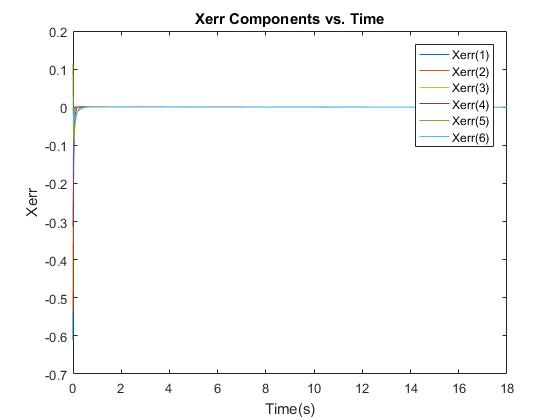 Xerr Components vs. Time
0.2
0.1
0
-0.1
-0.2
-0.3
-0.4
-0.5
-0.6
-0.7
Xerr
Xerr(1)
Xerr(2)
Xerr(3)
Xerr(4)
Xerr(5)
Xerr(6)
0 2 4 6 8 10 12 14 16 18
Time(s)